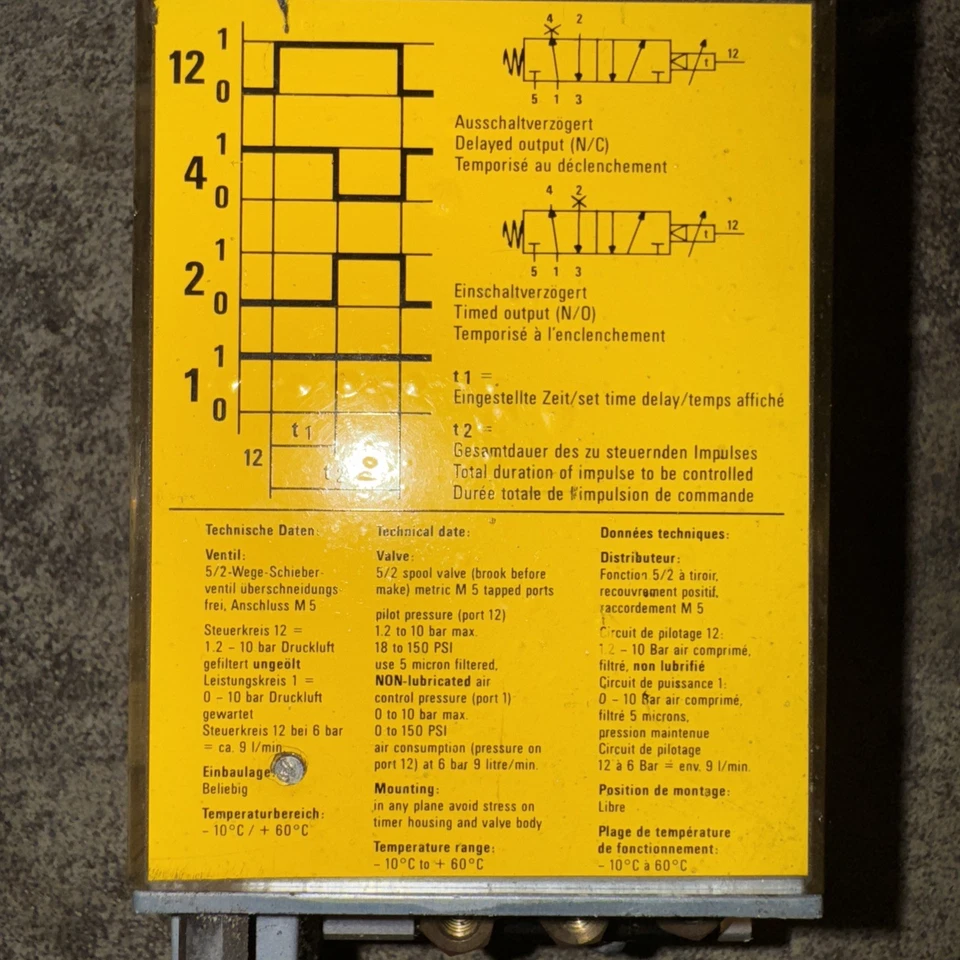 12
1
0
4
1
0
2
1
0
1
1
0
12
t1
t
4 2
t 12
5 1 3
Ausschaltverzögert
Delayed output (N/C)
Temporisé au déclenchement
4 2
t 12
5 1 3
Einschaltverzögert
Timed output (N/O)
Temporisé à l'enclenchement
t1 =
Eingestellte Zeit/set time delay/temps affiché
t2 =
Gesamtdauer des zu steuernden Impulses
Total duration of impulse to be controlled
Durée totale de l'impulsion de commande
Technische Daten:
Ventil:
5/2-Wege-Schieber-
ventil überschneidungs-
frei, Anschluss M 5
Steuerkreis 12 =
1.2 – 10 bar Druckluft
gefiltert ungeölt
Leistungskreis 1 =
0 – 10 bar Druckluft
gewartet
Steuerkreis 12 bei 6 bar
= ca. 9 l/min
Einbaulage:
Beliebig
Temperaturbereich:
– 10°C / + 60°C
Technical date:
Valve:
5/2 spool valve (brook before
make) metric M 5 tapped ports
pilot pressure (port 12)
1.2 to 10 bar max.
18 to 150 PSI
use 5 micron filtered,
NON-lubricated air
control pressure (port 1)
0 to 10 bar max.
0 to 150 PSI
air consumption (pressure on
port 12) at 6 bar 9 litre/min.
Mounting:
in any plane avoid stress on
timer housing and valve body
Temperature range:
– 10°C to + 60°C
Données techniques:
Distributeur:
Fonction 5/2 à tiroir,
recouvrement positif,
raccordement M 5
Circuit de pilotage 12:
1.2 – 10 Bar air comprimé,
filtré, non lubrifié
Circuit de puissance 1:
0 – 10 Bar air comprimé,
filtré 5 microns,
pression maintenue
Circuit de pilotage
12 à 6 Bar = env. 9 l/min.
Position de montage:
Libre
Plage de température
de fonctionnement:
– 10°C à 60°C